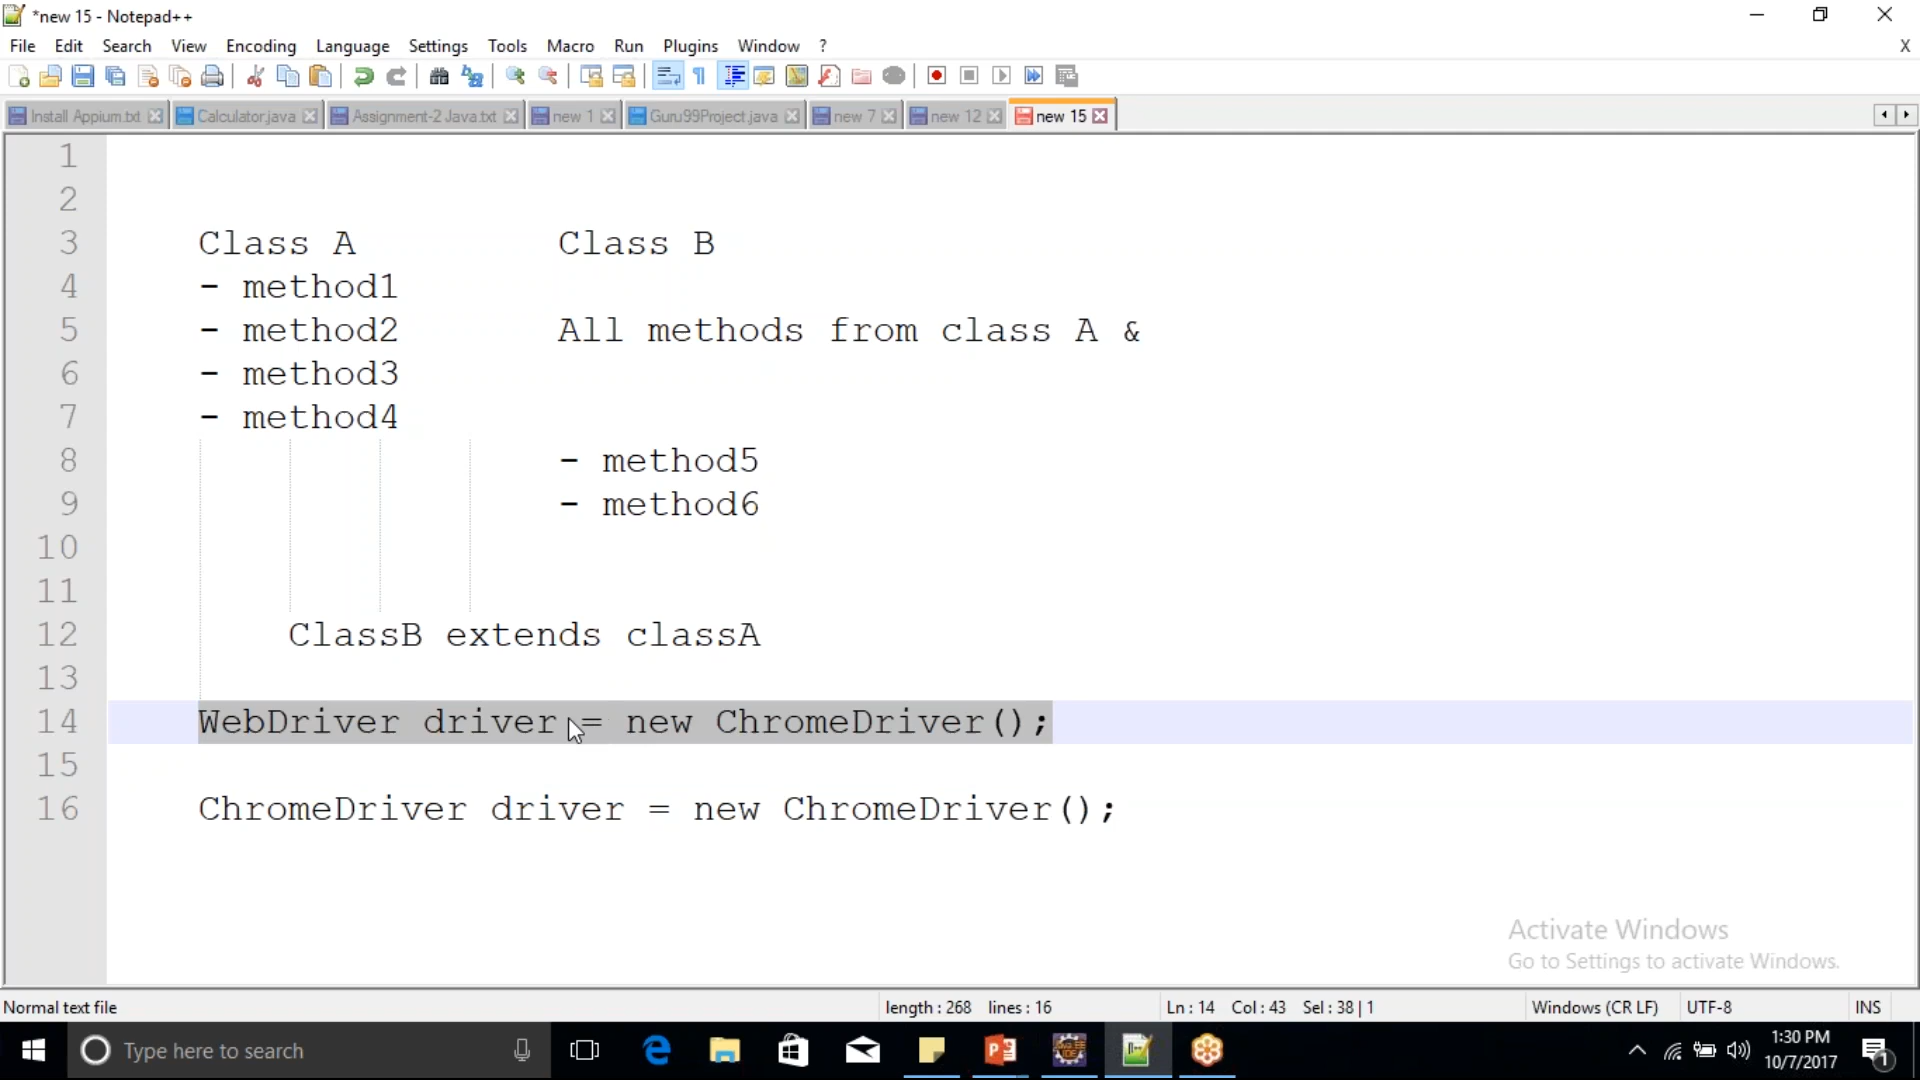 *new 15 - Notepad++
File Edit Search View Encoding Language Settings Tools Macro Run Plugins Window ? X
Install Appium.txt Calculator.java Assignment-2 Java.txt new 1 Guru99Project.java new 7 new 12 new 15
1
2
3 Class A Class B
4 - method1
5 - method2 All methods from class A &
6 - method3
7 - method4
8 - method5
9 - method6
10
11
12 ClassB extends classA
13
14 WebDriver driver = new ChromeDriver();
15
16 ChromeDriver driver = new ChromeDriver();
Activate Windows
Go to Settings to activate Windows.
Normal text file length : 268 lines : 16 Ln : 14 Col : 43 Sel : 38 | 1 Windows (CR LF) UTF-8 INS
Type here to search
1:30 PM
10/7/2017
1